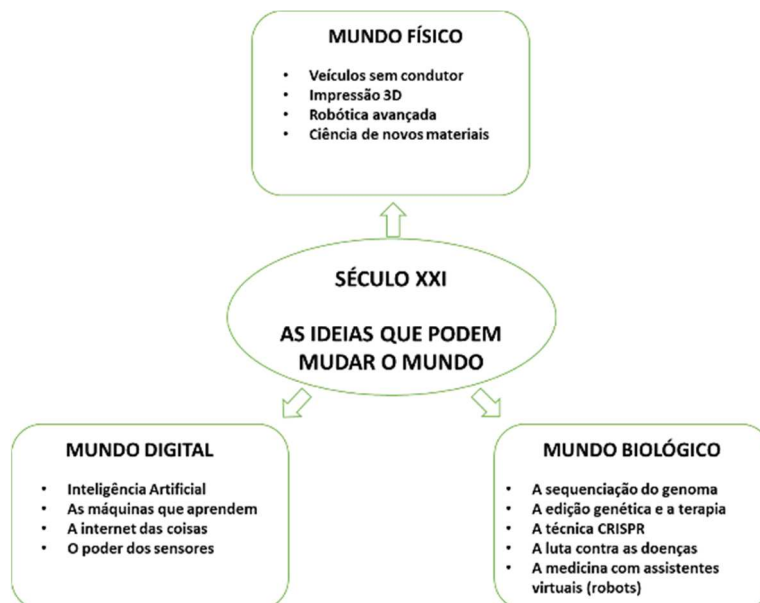 MUNDO FÍSICO
• Veículos sem condutor
• Impressão 3D
• Robótica avançada
• Ciência de novos materiais
SÉCULO XXI
AS IDEIAS QUE PODEM
MUDAR O MUNDO
MUNDO DIGITAL
• Inteligência Artificial
• As máquinas que aprendem
• A internet das coisas
• O poder dos sensores
MUNDO BIOLÓGICO
• A sequenciação do genoma
• A edição genética e a terapia
• A técnica CRISPR
• A luta contra as doenças
• A medicina com assistentes
virtuais (robots)